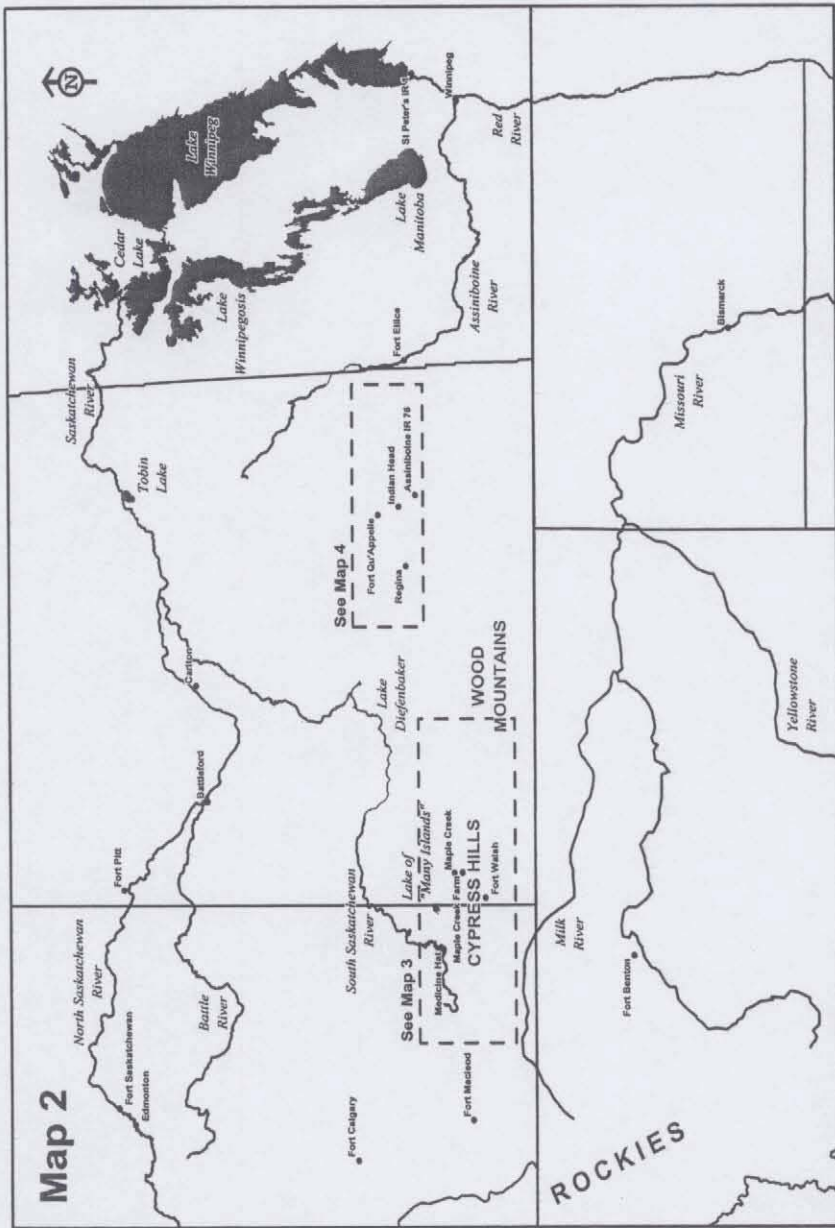 Map 2
N
North Saskatchewan
River
Fort Saskatchewan
Edmonton
Battle
River
Fort Pitt
Battleford
Carlton
Saskatchewan
River
Tobin
Lake
Cedar
Lake
Lake
Winnipeg
Lake
Winnipegosis
Lake
Manitoba
St Peter's IR
Winnipeg
Red
River
Assiniboine
River
Fort Ellice
See Map 4
Fort Qu'Appelle
Indian Head
Regina
Assiniboine IR 76
Lake
Diefenbaker
South Saskatchewan
River
Fort Calgary
Fort Macleod
See Map 3
Lake of
"Many Islands"
Medicine Hat
Maple Creek
Maple Creek Farm
CYPRESS HILLS
Fort Walsh
WOOD
MOUNTAINS
Milk
River
Fort Benton
ROCKIES
Missouri
River
Bismarck
Yellowstone
River